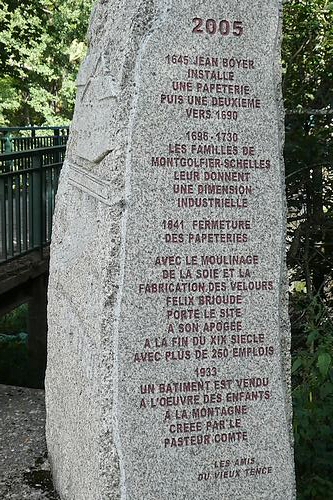 2005
1645 JEAN BOYER
INSTALLE
UNE PAPETERIE
PUIS UNE DEUXIEME
VERS 1690
1696-1730
LES FAMILLES DE
MONTGOLFIER-SCHELLES
LEUR DONNENT
UNE DIMENSION
INDUSTRIELLE
1841 FERMETURE
DES PAPETERIES
AVEC LE MOULINAGE
DE LA SOIE ET LA
FABRICATION DES VELOURS
FELIX BRIOUDE
PORTE LE SITE
A SON APOGÉE
A LA FIN DU XIX SIECLE
AVEC PLUS DE 250 EMPLOIS
1933
UN BATIMENT EST VENDU
A L'OEUVRE DES ENFANTS
A LA MONTAGNE
CREEE PAR LE
PASTEUR COMTE
LES AMIS
DU VIEUX TENCE